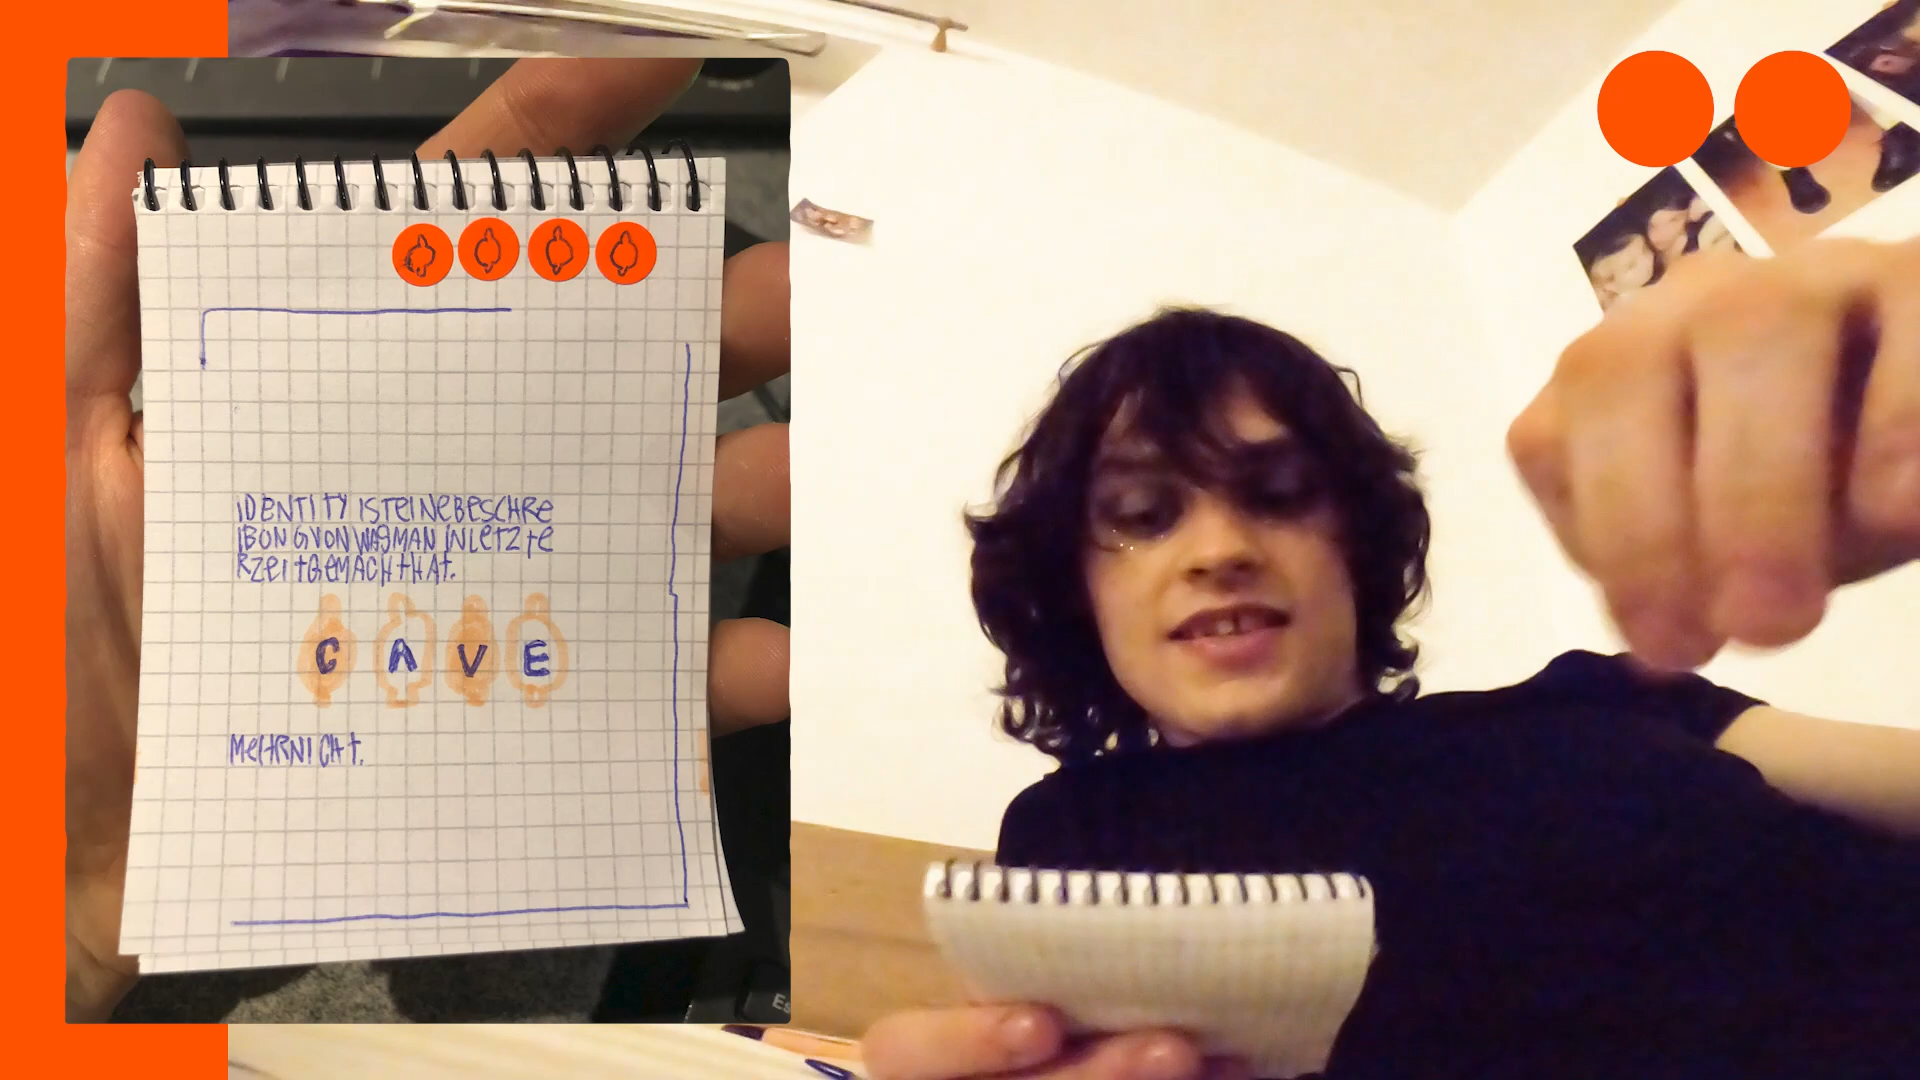 IDENTITY ISTEINEBESCHRE
IBUNGVONWASMAN INLETZTE
RZEITGEMACHTHAT.
CAVE
MEHRNICHT.